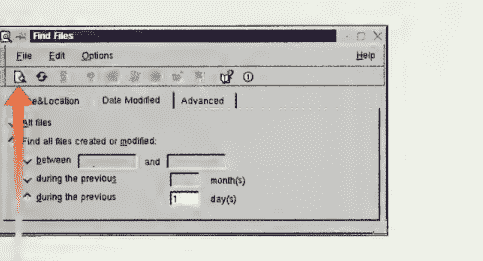 Find Files
File Edit Options Help
e&Location Date Modified Advanced
All files
Find all files created or modified:
between and
during the previous month(s)
during the previous 1 day(s)